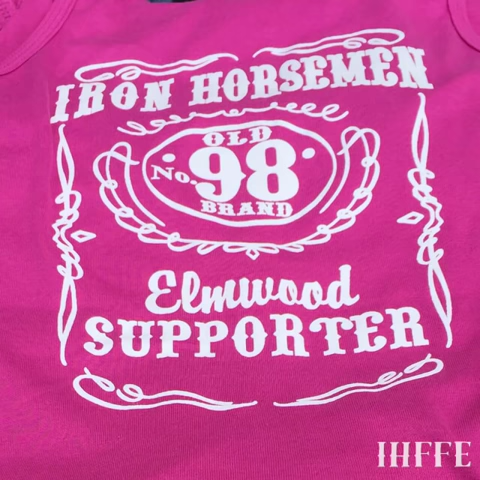 IRON HORSEMEN
OLD
No. 98
BRAND
Elmwood
SUPPORTER
IHFFE